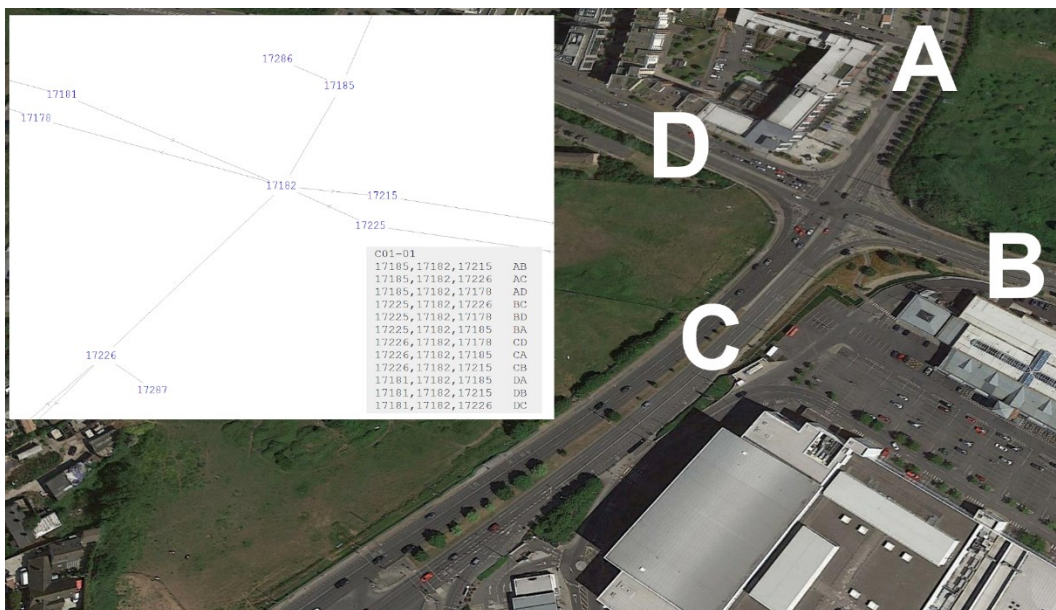 17286
17185
17181
17178
17182
17215
17225
17226
17287
C01-01
17185,17182,17215 AB
17185,17182,17226 AC
17185,17182,17178 AD
17225,17182,17226 BC
17225,17182,17178 BD
17225,17182,17185 BA
17226,17182,17178 CD
17226,17182,17185 CA
17226,17182,17215 CB
17181,17182,17185 DA
17181,17182,17215 DB
17181,17182,17226 DC
A
D
B
C